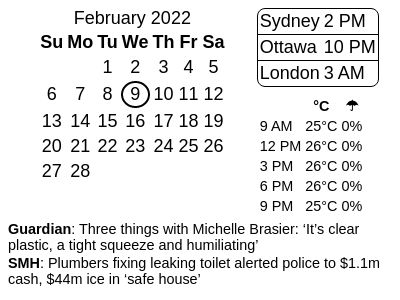 February 2022
Su Mo Tu We Th Fr Sa
1 2 3 4 5
6 7 8 9 10 11 12
13 14 15 16 17 18 19
20 21 22 23 24 25 26
27 28
Sydney 2 PM
Ottawa 10 PM
London 3 AM
°C ☂
9 AM 25°C 0%
12 PM 26°C 0%
3 PM 26°C 0%
6 PM 26°C 0%
9 PM 25°C 0%
Guardian: Three things with Michelle Brasier: ‘It’s clear
plastic, a tight squeeze and humiliating’
SMH: Plumbers fixing leaking toilet alerted police to $1.1m
cash, $44m ice in ‘safe house’